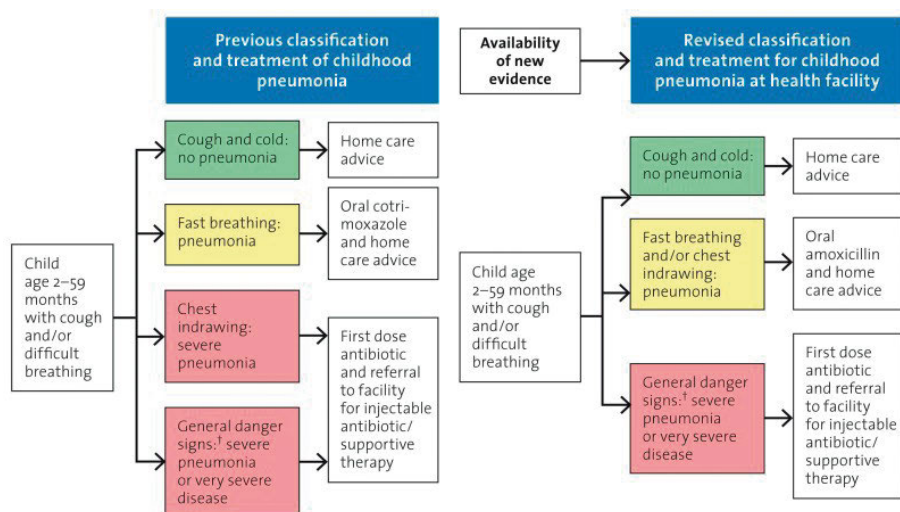 Previous classification
and treatment of childhood
pneumonia
Child
age 2–59
months
with cough
and/or
difficult
breathing
Cough and cold:
no pneumonia
Home care
advice
Fast breathing:
pneumonia
Oral cotri-
moxazole
and home
care advice
Chest
indrawing:
severe
pneumonia
General danger
signs:† severe
pneumonia
or very severe
disease
First dose
antibiotic
and referral
to facility
for injectable
antibiotic/
supportive
therapy
Availability
of new
evidence
Revised classification
and treatment for childhood
pneumonia at health facility
Child age
2–59 months
with cough
and/or
difficult
breathing
Cough and cold:
no pneumonia
Home care
advice
Fast breathing
and/or chest
indrawing:
pneumonia
Oral
amoxicillin
and home
care advice
General danger
signs:† severe
pneumonia
or very severe
disease
First dose
antibiotic
and referral
to facility for
injectable
antibiotic/
supportive
therapy